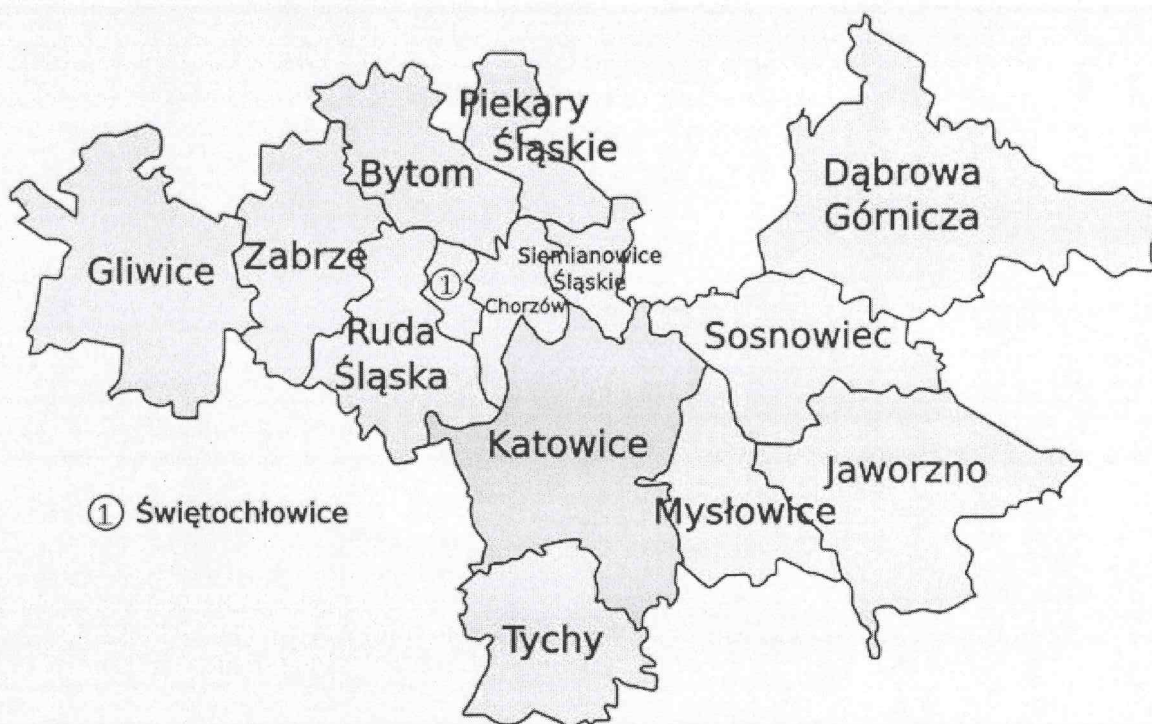 Piekary
Śląskie
Bytom
Dąbrowa
Górnicza
Gliwice
Zabrze
Siemianowice
Śląskie
1
Chorzów
Ruda
Śląska
Sosnowiec
Katowice
Jaworzno
Mysłowice
1 Świętochłowice
Tychy